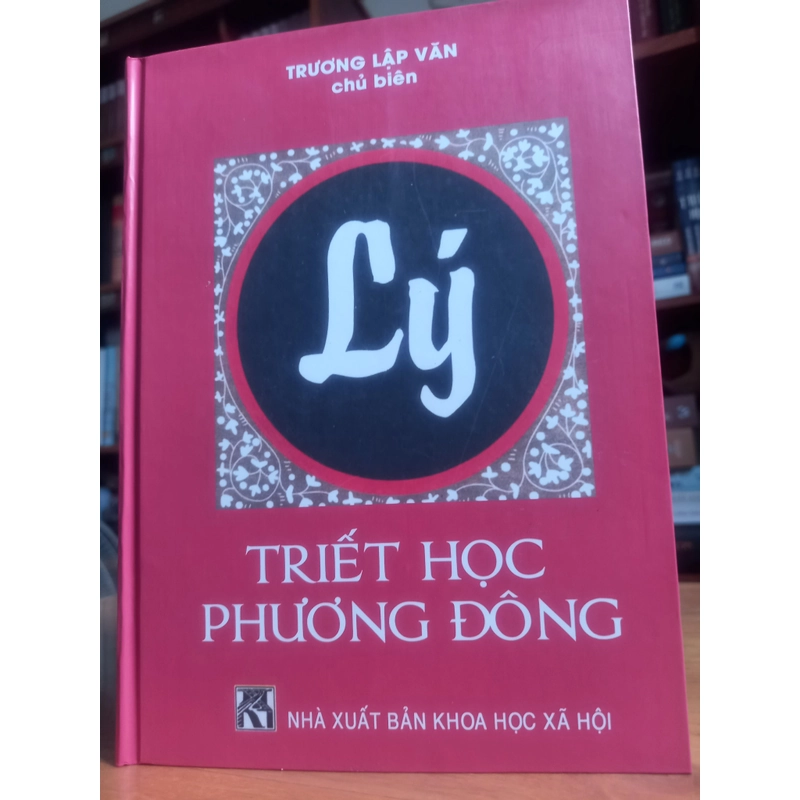 TRƯƠNG LẬP VĂN
chủ biên
Lý
TRIẾT HỌC
PHƯƠNG ĐÔNG
NHÀ XUẤT BẢN KHOA HỌC XÃ HỘI